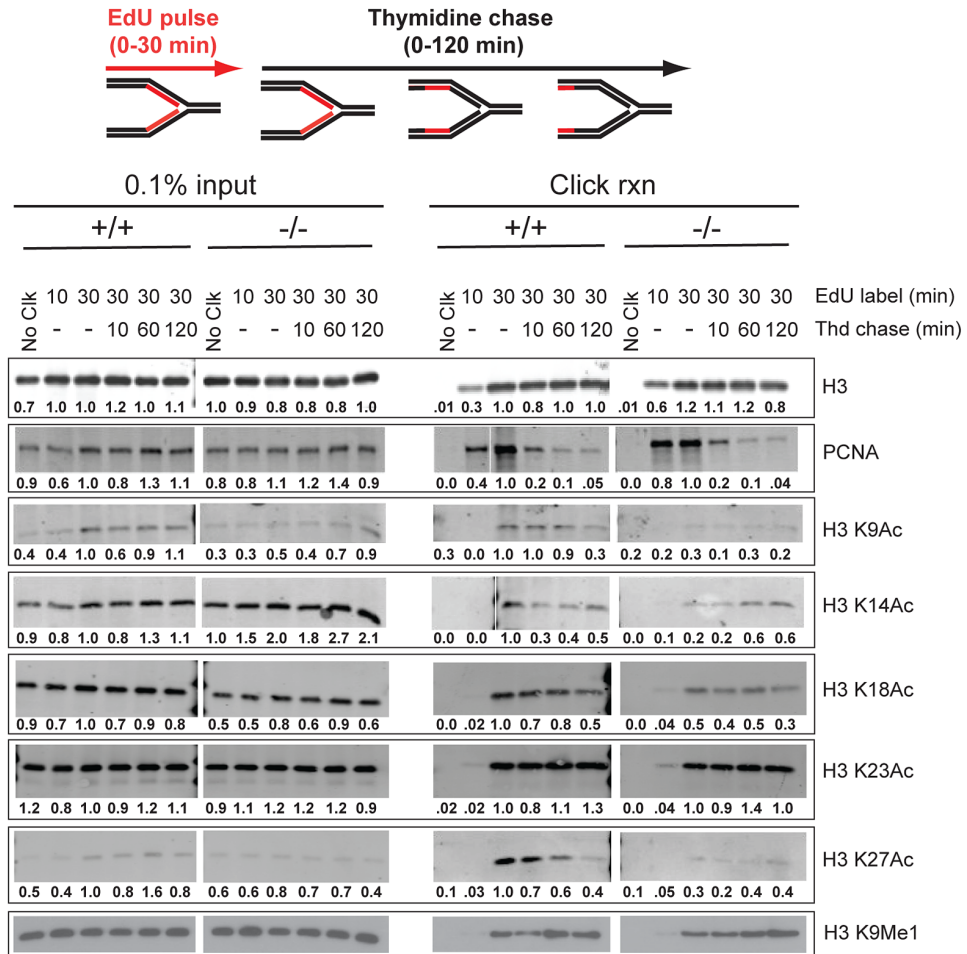 EdU pulse
(0-30 min)
Thymidine chase
(0-120 min)
0.1% input
Click rxn
+/+
-/-
+/+
-/-
No Clk 10 30 30 30 30 No Clk 10 30 30 30 30 No Clk 10 30 30 30 30 No Clk 10 30 30 30 30 EdU label (min)
- - 10 60 120 - - 10 60 120 - - 10 60 120 - - 10 60 120 Thd chase (min)
H3
0.7 1.0 1.0 1.2 1.0 1.1 1.0 0.9 0.8 0.8 0.8 1.0 .01 0.3 1.0 0.8 1.0 1.0 .01 0.6 1.2 1.1 1.2 0.8
PCNA
0.9 0.6 1.0 0.8 1.3 1.1 0.8 0.8 1.1 1.2 1.4 0.9 0.0 0.4 1.0 0.2 0.1 .05 0.0 0.8 1.0 0.2 0.1 .04
H3 K9Ac
0.4 0.4 1.0 0.6 0.9 1.1 0.3 0.3 0.5 0.4 0.7 0.9 0.3 0.0 1.0 1.0 0.9 0.3 0.2 0.2 0.3 0.1 0.3 0.2
H3 K14Ac
0.9 0.8 1.0 0.8 1.3 1.1 1.0 1.5 2.0 1.8 2.7 2.1 0.0 0.0 1.0 0.3 0.4 0.5 0.0 0.1 0.2 0.2 0.6 0.6
H3 K18Ac
0.9 0.7 1.0 0.7 0.9 0.8 0.5 0.5 0.8 0.6 0.9 0.6 0.0 .02 1.0 0.7 0.8 0.5 0.0 .04 0.5 0.4 0.5 0.3
H3 K23Ac
1.2 0.8 1.0 0.9 1.2 1.1 0.9 1.1 1.2 1.2 1.2 0.9 .02 .02 1.0 0.8 1.1 1.3 0.0 .04 1.0 0.9 1.4 1.0
H3 K27Ac
0.5 0.4 1.0 0.8 1.6 0.8 0.6 0.6 0.8 0.7 0.7 0.4 0.1 .03 1.0 0.7 0.6 0.4 0.1 .05 0.3 0.2 0.4 0.4
H3 K9Me1